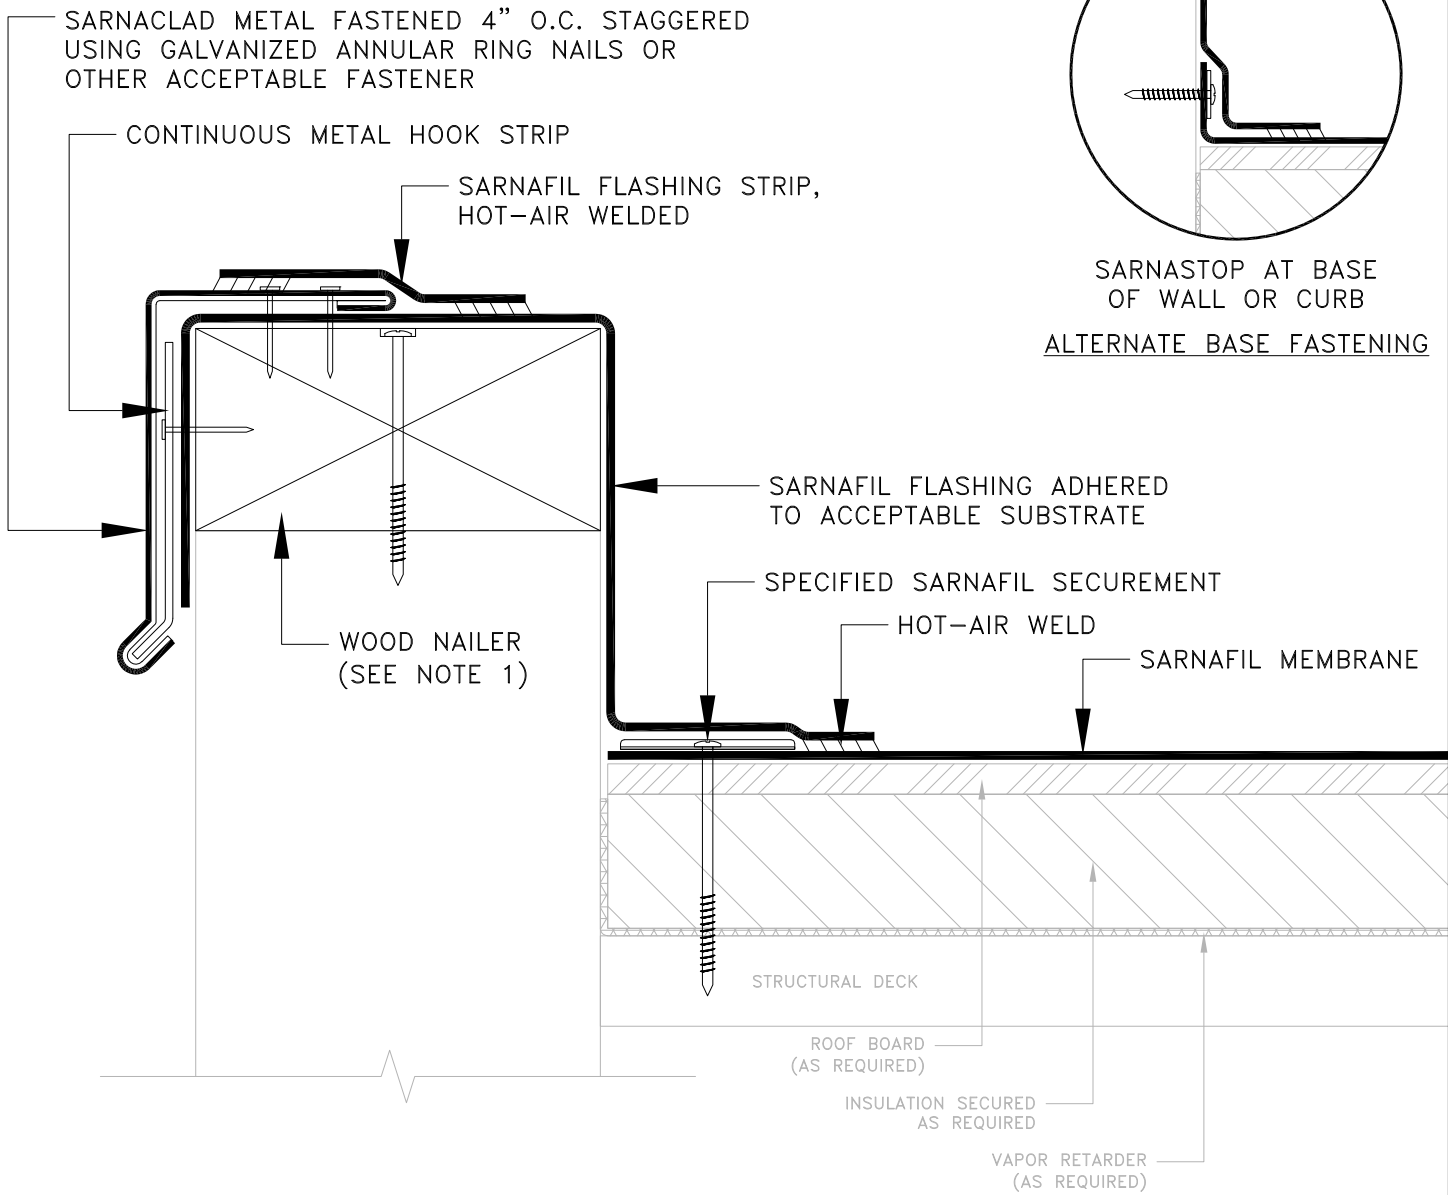 SARNACLAD METAL FASTENED 4” O.C. STAGGERED
USING GALVANIZED ANNULAR RING NAILS OR
OTHER ACCEPTABLE FASTENER
CONTINUOUS METAL HOOK STRIP
SARNAFIL FLASHING STRIP,
HOT-AIR WELDED
SARNASTOP AT BASE
OF WALL OR CURB
ALTERNATE BASE FASTENING
SARNAFIL FLASHING ADHERED
TO ACCEPTABLE SUBSTRATE
SPECIFIED SARNAFIL SECUREMENT
HOT-AIR WELD
WOOD NAILER
(SEE NOTE 1)
SARNAFIL MEMBRANE
STRUCTURAL DECK
ROOF BOARD
(AS REQUIRED)
INSULATION SECURED
AS REQUIRED
VAPOR RETARDER
(AS REQUIRED)